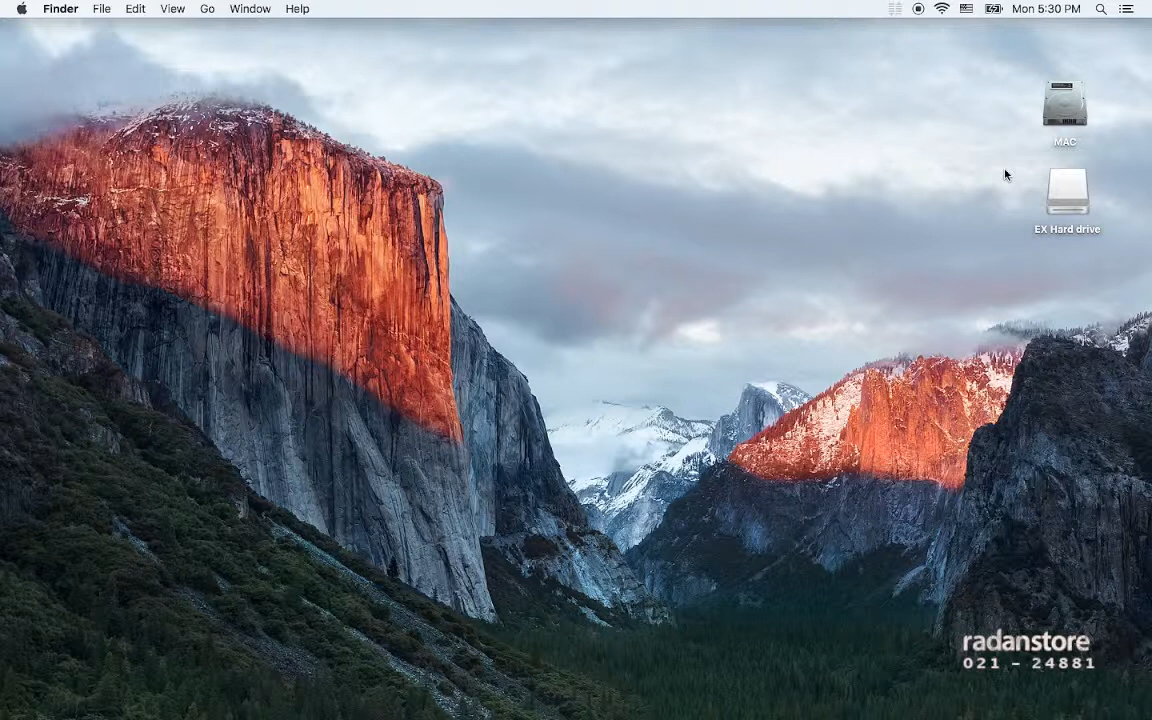 Finder File Edit View Go Window Help Mon 5:30 PM
MAC
EX Hard drive
radanstore
021 - 24881